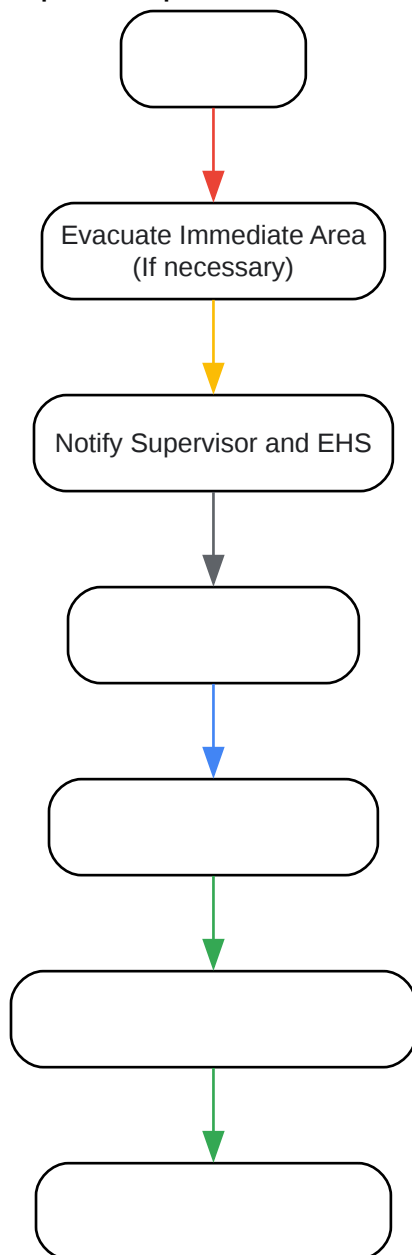 Evacuate Immediate Area
(If necessary)
Notify Supervisor and EHS